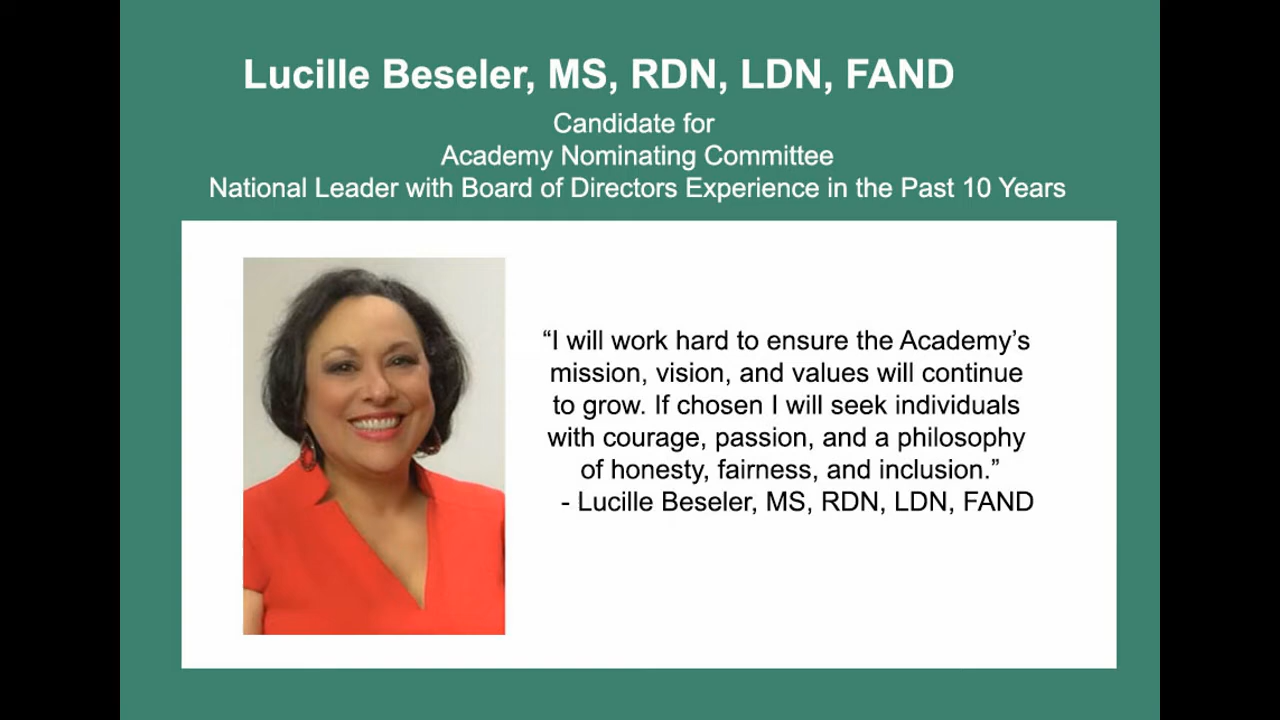 Lucille Beseler, MS, RDN, LDN, FAND
Candidate for
Academy Nominating Committee
National Leader with Board of Directors Experience in the Past 10 Years
“I will work hard to ensure the Academy’s
mission, vision, and values will continue
to grow. If chosen I will seek individuals
with courage, passion, and a philosophy
of honesty, fairness, and inclusion.”
- Lucille Beseler, MS, RDN, LDN, FAND